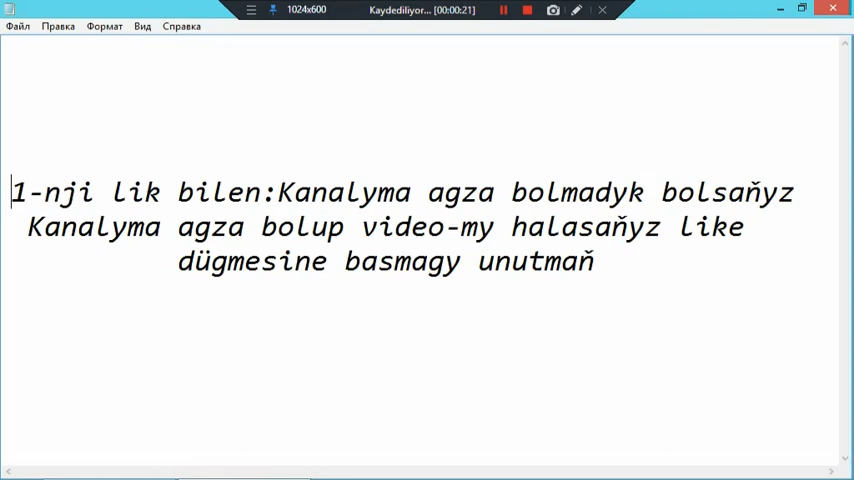 1024x600 Kaydediliyor... [00:00:21]
Файл Правка Формат Вид Справка
1-nji lik bilen:Kanalyma agza bolmadyk bolsaňyz
Kanalyma agza bolup video-my halasaňyz like
dügmesine basmagy unutmaň